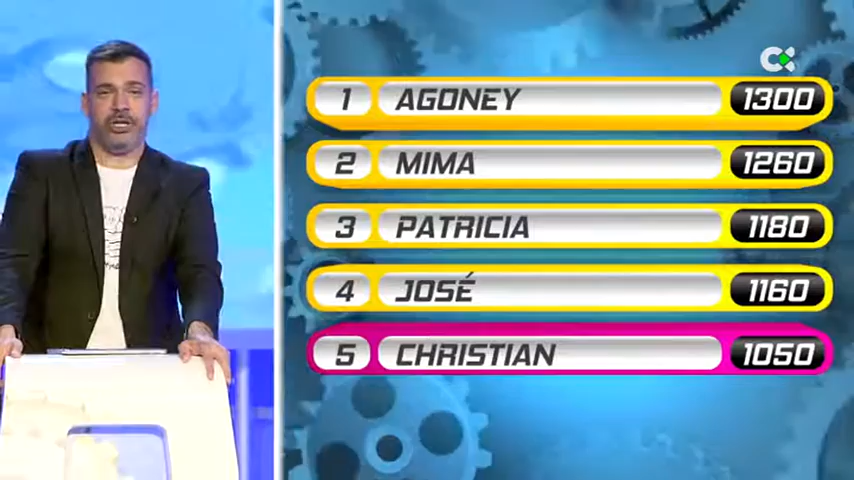 1 AGONEY 1300
2 MIMA 1260
3 PATRICIA 1180
4 JOSÉ 1160
5 CHRISTIAN 1050